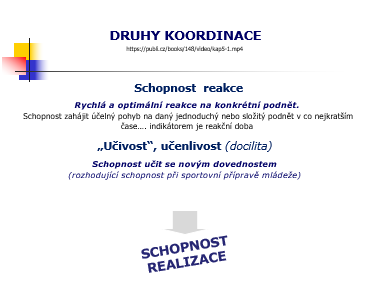 DRUHY KOORDINACE
https://publi.cz/books/148/video/kap5-1.mp4
Schopnost reakce
Rychlá a optimální reakce na konkrétní podnět.
Schopnost zahájit účelný pohyb na daný jednoduchý nebo složitý podnět v co nejkratším
čase…. indikátorem je reakční doba
„Učivost“, učenlivost (docilita)
Schopnost učit se novým dovednostem
(rozhodující schopnost při sportovní přípravě mládeže)
SCHOPNOST
REALIZACE